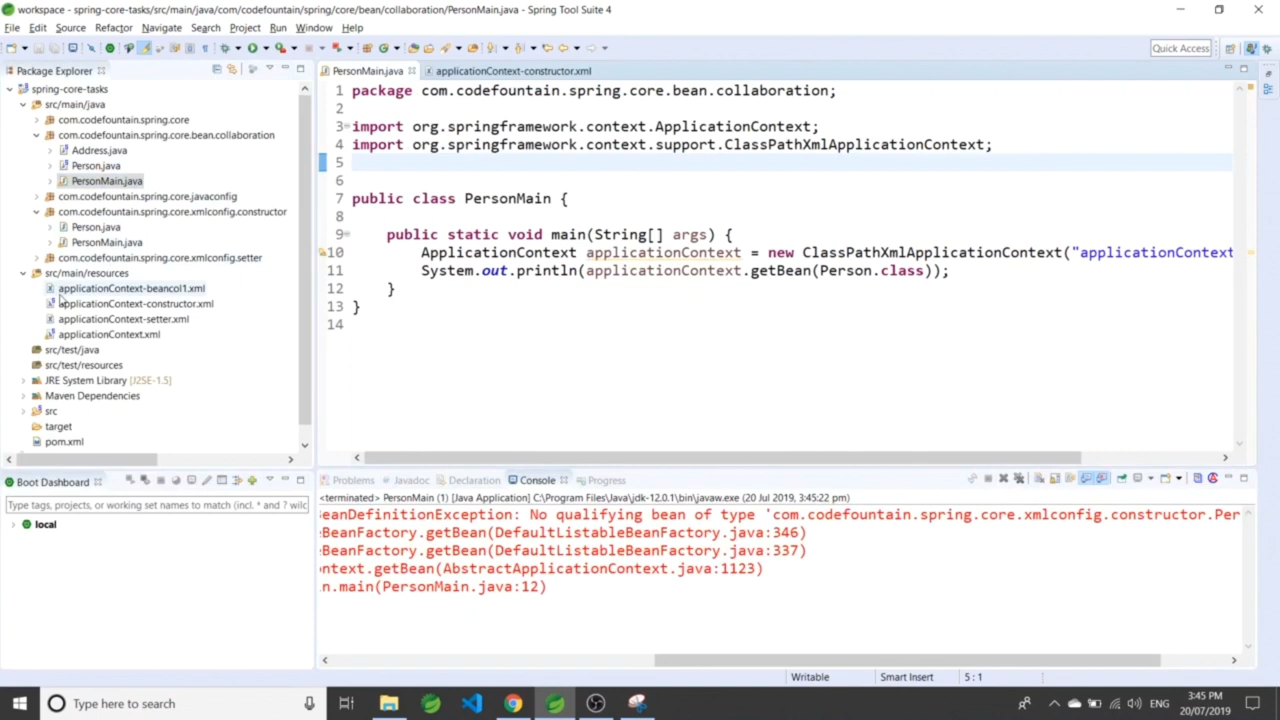 workspace - spring-core-tasks/src/main/java/com/codefountain/spring/core/bean/collaboration/PersonMain.java - Spring Tool Suite 4
File Edit Source Refactor Navigate Search Project Run Window Help
Quick Access
Package Explorer
spring-core-tasks
src/main/java
com.codefountain.spring.core
com.codefountain.spring.core.bean.collaboration
Address.java
Person.java
PersonMain.java
com.codefountain.spring.core.javaconfig
com.codefountain.spring.core.xmlconfig.constructor
Person.java
PersonMain.java
com.codefountain.spring.core.xmlconfig.setter
src/main/resources
applicationContext-beancol1.xml
applicationContext-constructor.xml
applicationContext-setter.xml
applicationContext.xml
src/test/java
src/test/resources
JRE System Library [J2SE-1.5]
Maven Dependencies
src
target
pom.xml
PersonMain.java applicationContext-constructor.xml
1 package com.codefountain.spring.core.bean.collaboration;
2
3 import org.springframework.context.ApplicationContext;
4 import org.springframework.context.support.ClassPathXmlApplicationContext;
5
6
7 public class PersonMain {
8
9 public static void main(String[] args) {
10 ApplicationContext applicationContext = new ClassPathXmlApplicationContext("applicationContext
11 System.out.println(applicationContext.getBean(Person.class));
12 }
13 }
14
Boot Dashboard
Type tags, projects, or working set names to match (incl. * and ? wilc
local
Problems Javadoc Declaration Console Progress
<terminated> PersonMain (1) [Java Application] C:\Program Files\Java\jdk-12.0.1\bin\javaw.exe (20 Jul 2019, 3:45:22 pm)
BeanDefinitionException: No qualifying bean of type 'com.codefountain.spring.core.xmlconfig.constructor.Per
BeanFactory.getBean(DefaultListableBeanFactory.java:346)
BeanFactory.getBean(DefaultListableBeanFactory.java:337)
ontext.getBean(AbstractApplicationContext.java:1123)
n.main(PersonMain.java:12)
Writable Smart Insert 5 : 1
Type here to search
ENG
3:45 PM
20/07/2019